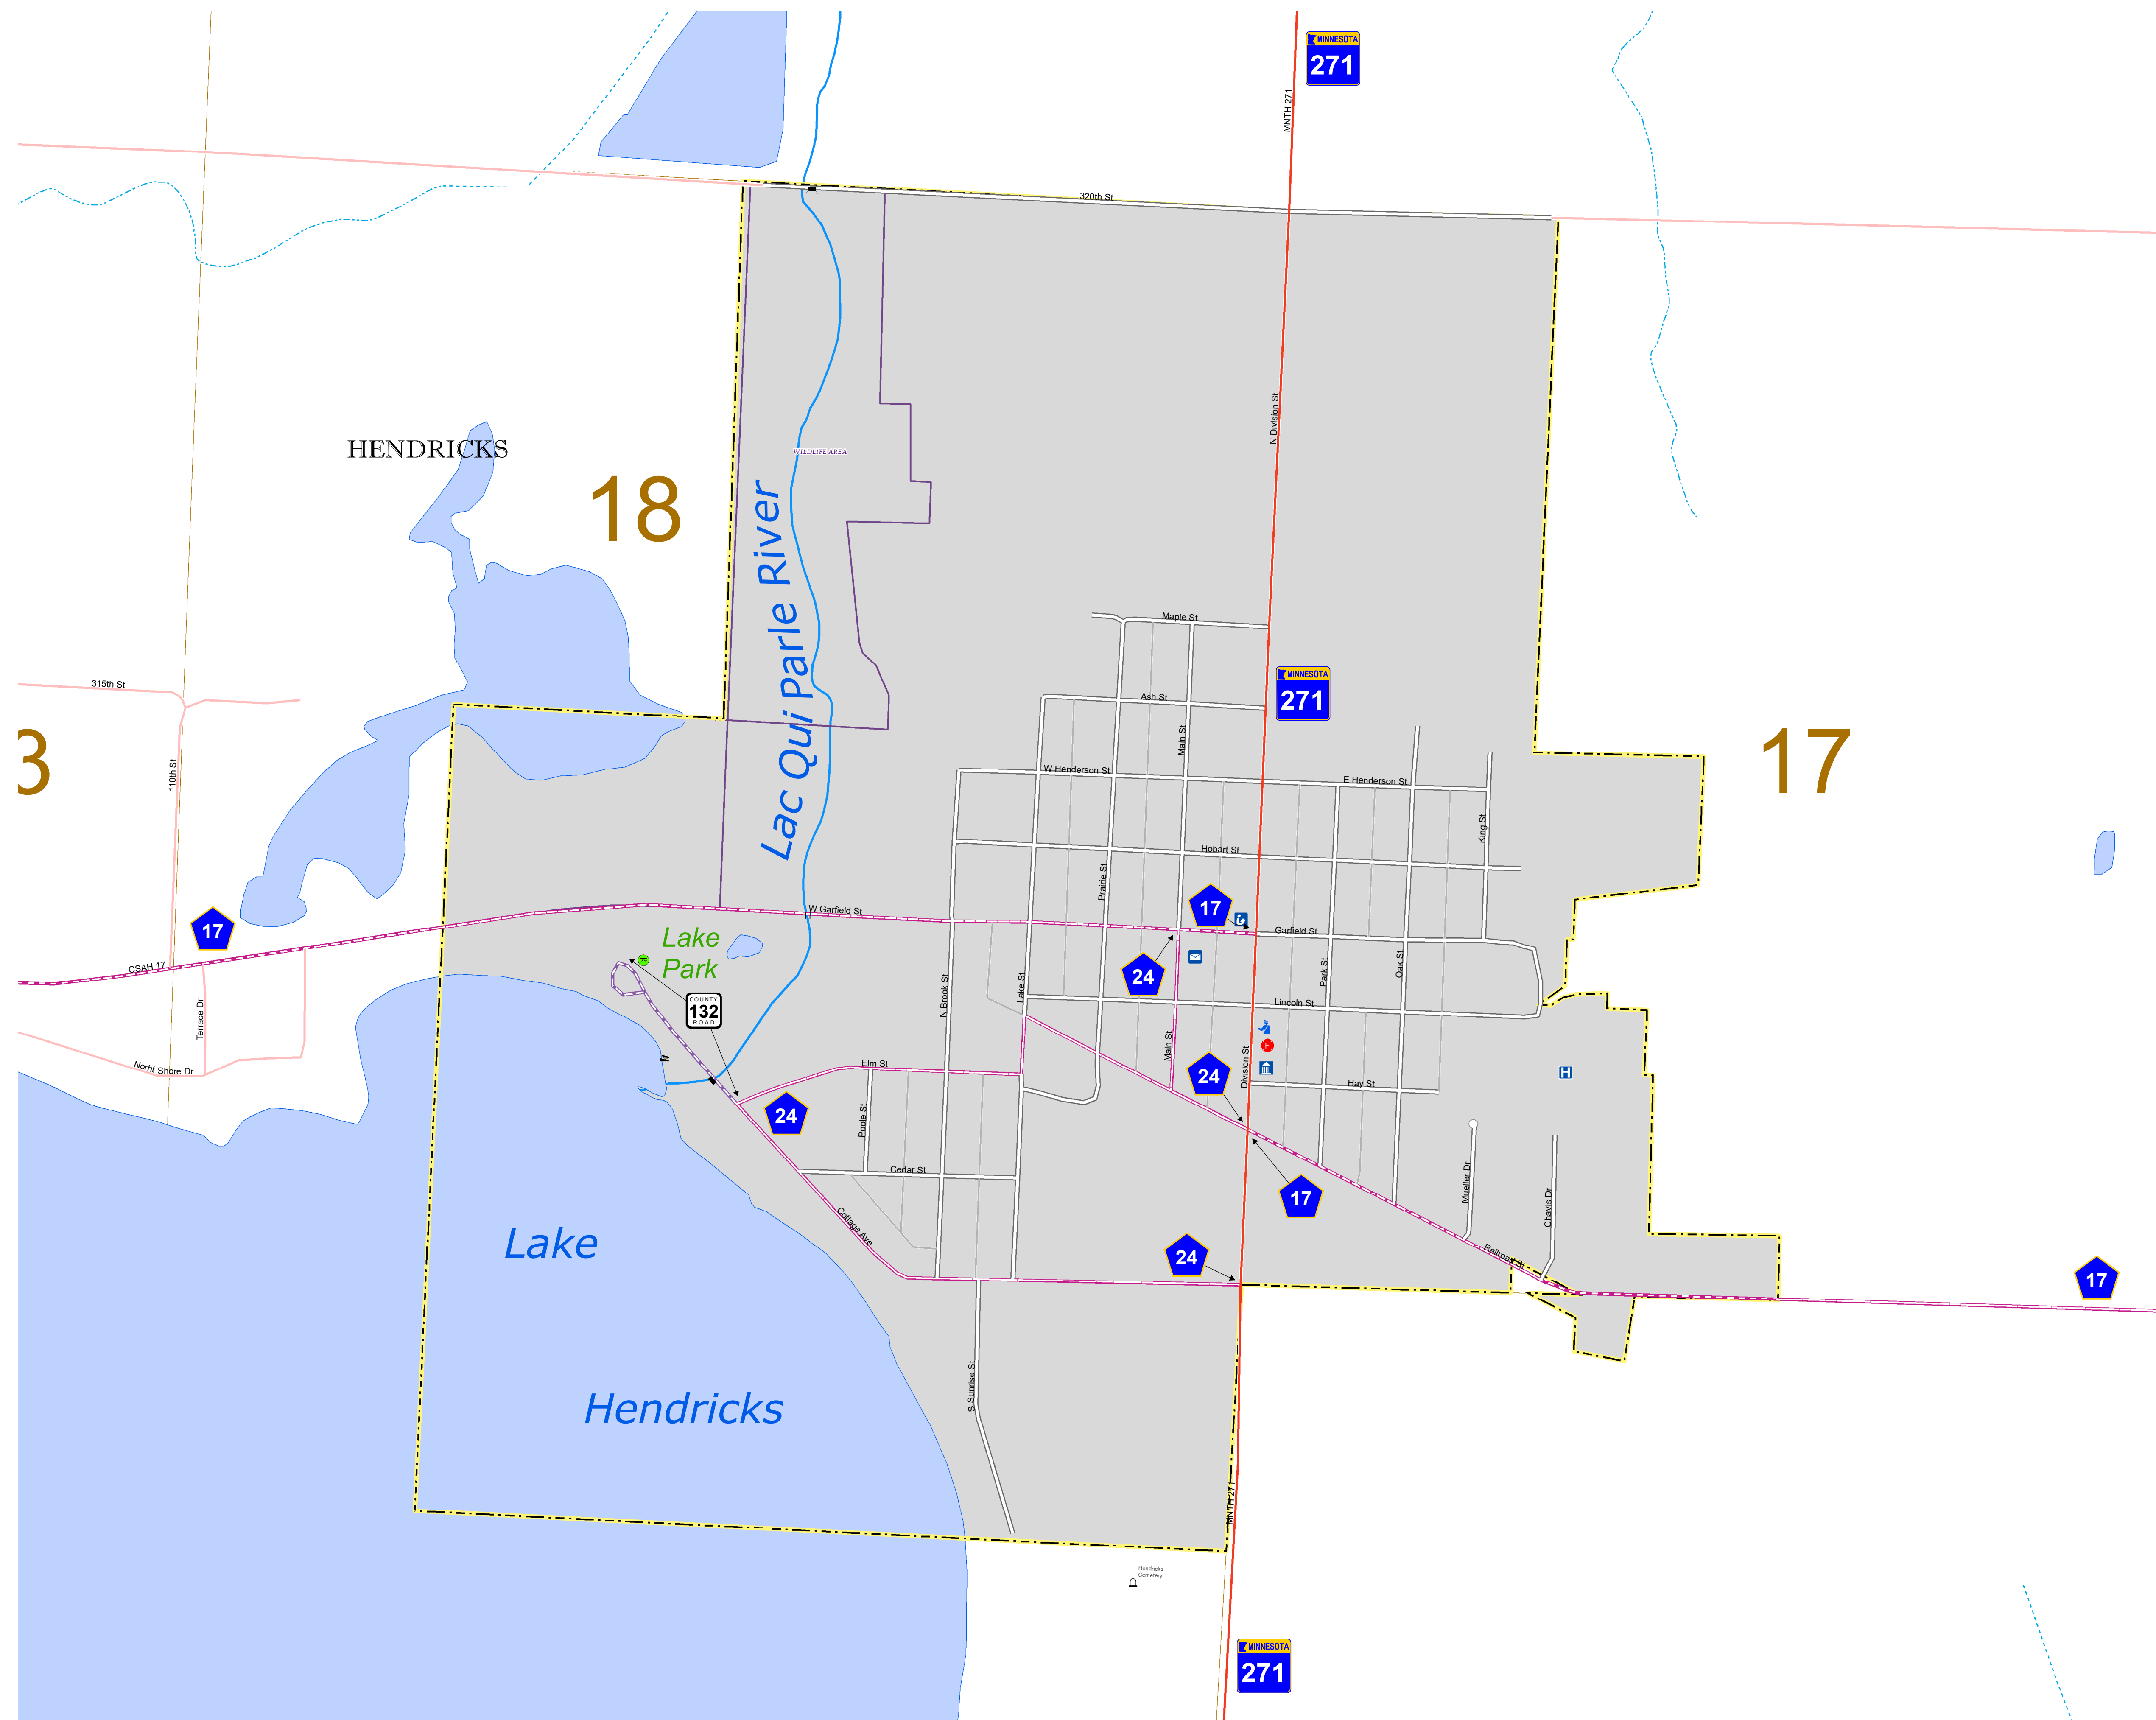 MINNESOTA
271
MNTH 271
320th St
N Division St
HENDRICKS
WILDLIFE AREA
18
Lac Qui Parle River
Maple St
MINNESOTA
271
315th St
Ash St
Main St
3
17
110th St
W Henderson St
E Henderson St
King St
Hobart St
Prairie St
17
17
W Garfield St
Garfield St
Lake
Park
CSAH 17
24
Park St
Oak St
N Brook St
Lake St
COUNTY
132
ROAD
Lincoln St
Terrace Dr
F
Main St
Division St
Norht Shore Dr
Elm St
24
H
Hay St
24
Poole St
Cedar St
Mueller Dr
17
Chavis Dr
Cottage Ave
Lake
24
Railroad St
17
Hendricks
S Sunrise St
MNTH 271
Hendricks
Cemetery
MINNESOTA
271